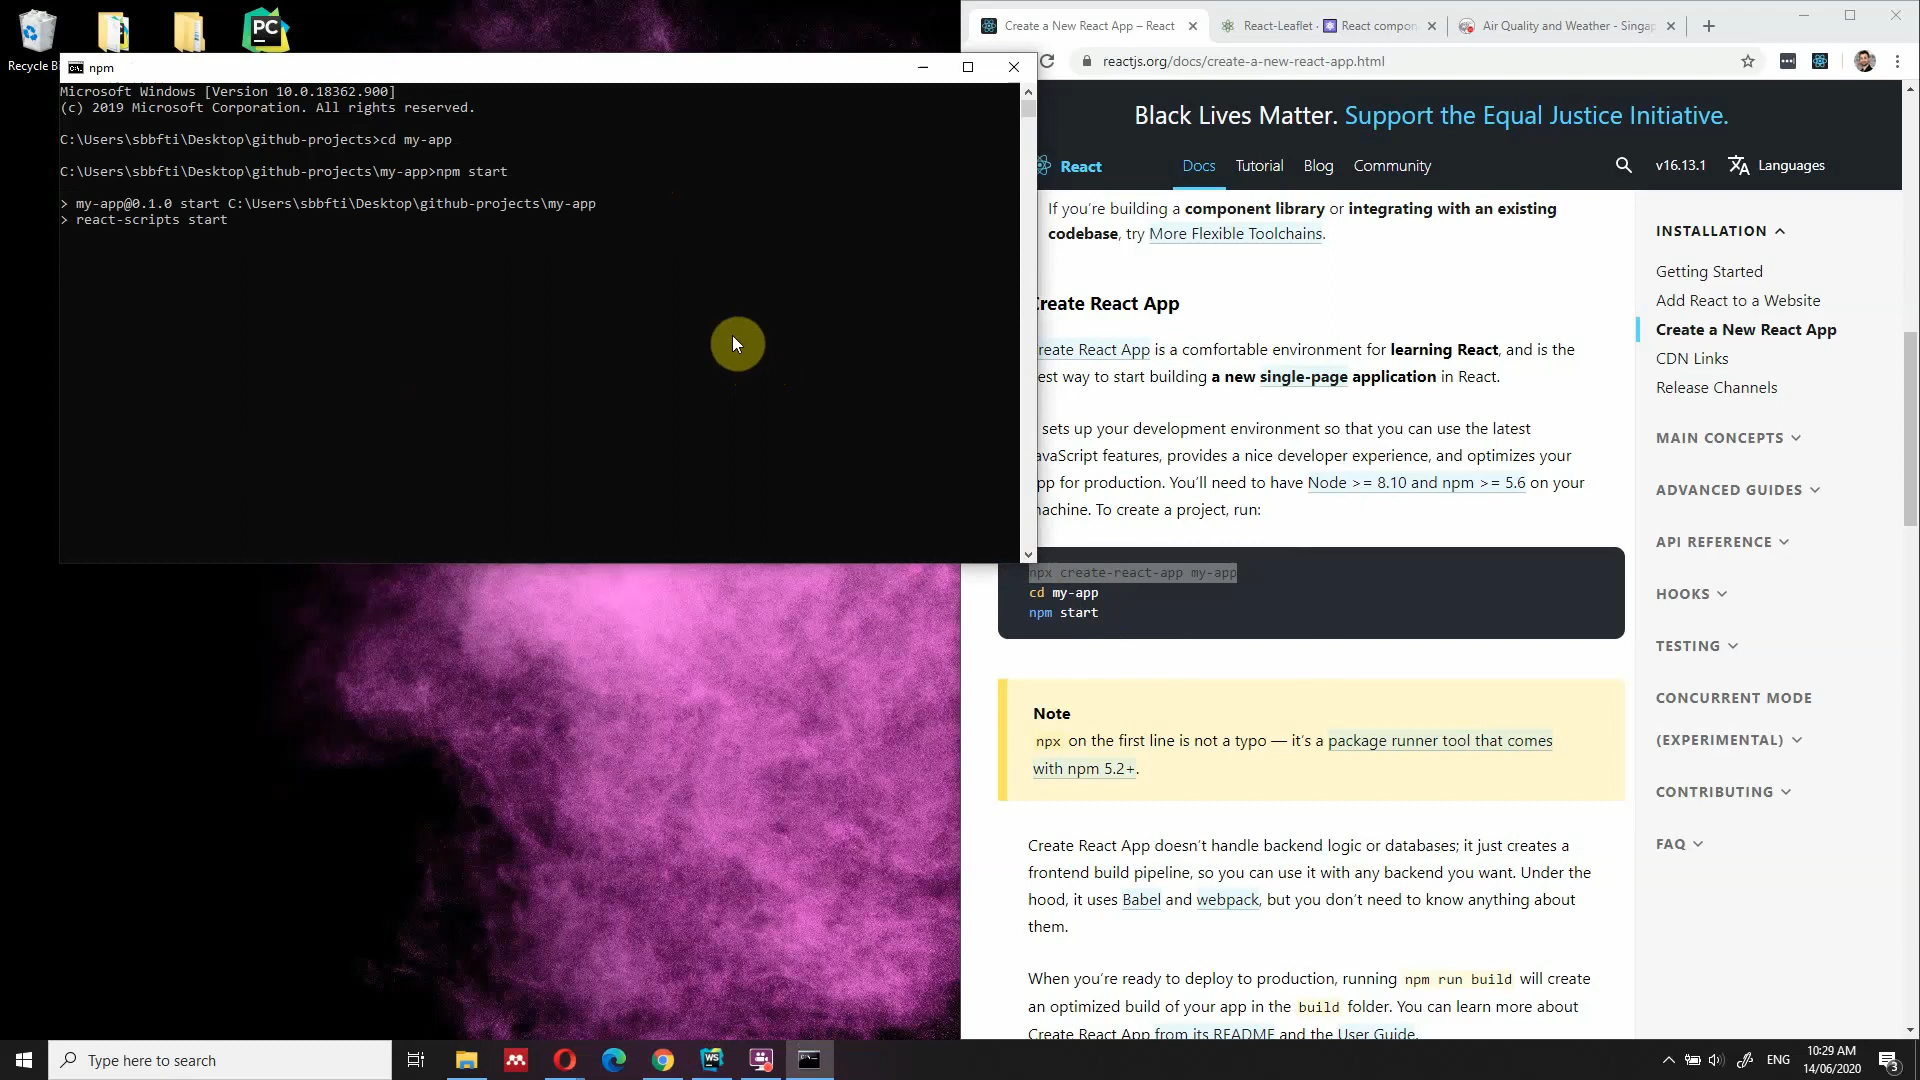 PC
Recycle Bi
npm
Microsoft Windows [Version 10.0.18362.900]
(c) 2019 Microsoft Corporation. All rights reserved.
C:\Users\sbbfti\Desktop\github-projects>cd my-app
C:\Users\sbbfti\Desktop\github-projects\my-app>npm start
> my-app@0.1.0 start C:\Users\sbbfti\Desktop\github-projects\my-app
> react-scripts start
Create a New React App – React
React-Leaflet · React compon
Air Quality and Weather - Singap
reactjs.org/docs/create-a-new-react-app.html
Black Lives Matter. Support the Equal Justice Initiative.
React
Docs
Tutorial
Blog
Community
v16.13.1
Languages
If you’re building a component library or integrating with an existing
codebase, try More Flexible Toolchains.
Create React App
reate React App is a comfortable environment for learning React, and is the
est way to start building a new single-page application in React.
sets up your development environment so that you can use the latest
avaScript features, provides a nice developer experience, and optimizes your
pp for production. You’ll need to have Node >= 8.10 and npm >= 5.6 on your
achine. To create a project, run:
npx create-react-app my-app
cd my-app
npm start
Note
npx on the first line is not a typo — it’s a package runner tool that comes
with npm 5.2+.
Create React App doesn’t handle backend logic or databases; it just creates a
frontend build pipeline, so you can use it with any backend you want. Under the
hood, it uses Babel and webpack, but you don’t need to know anything about
them.
When you’re ready to deploy to production, running npm run build will create
an optimized build of your app in the build folder. You can learn more about
Create React App from its README and the User Guide.
INSTALLATION
Getting Started
Add React to a Website
Create a New React App
CDN Links
Release Channels
MAIN CONCEPTS
ADVANCED GUIDES
API REFERENCE
HOOKS
TESTING
CONCURRENT MODE
(EXPERIMENTAL)
CONTRIBUTING
FAQ
Type here to search
WS
ENG
10:29 AM
14/06/2020
3